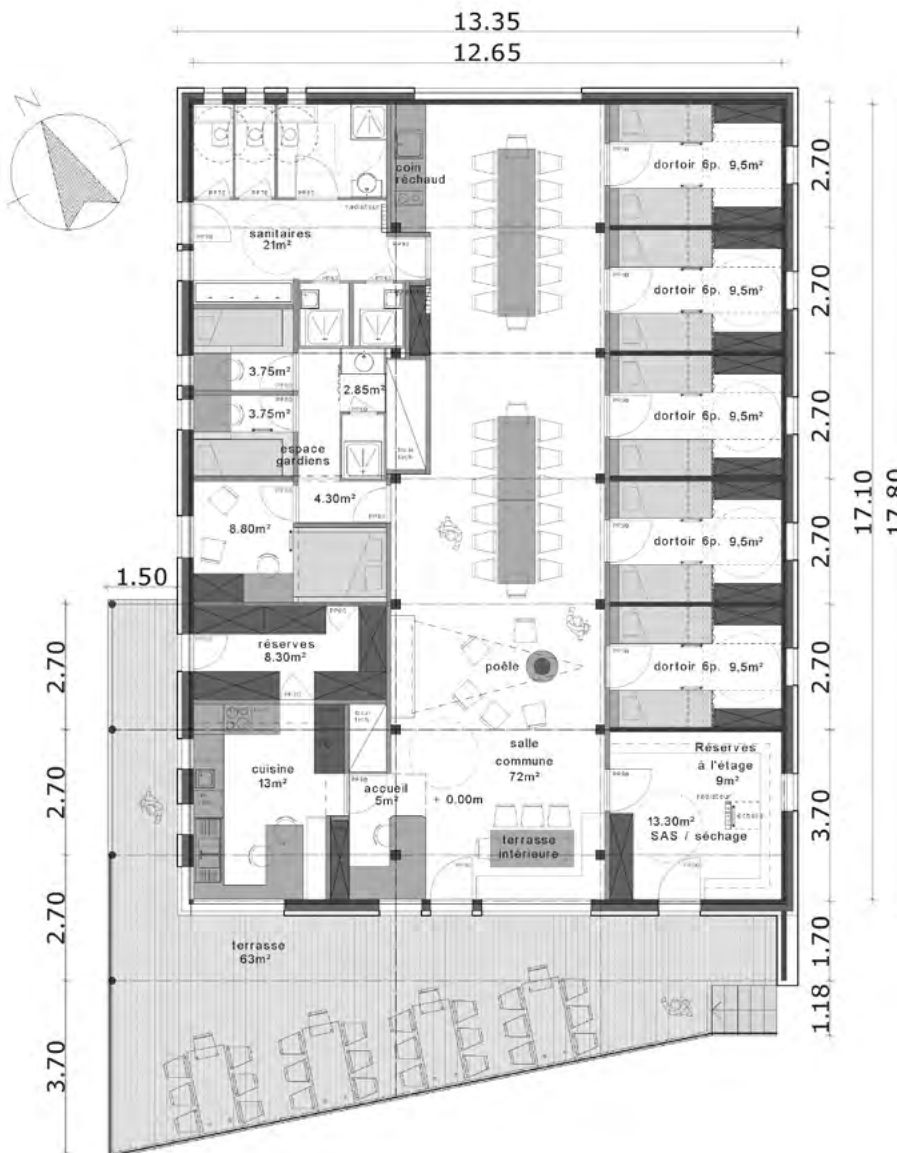 13.35
12.65
N
coin
réchaud
radiateur
sanitaires
21m²
dortoir 6p. 9,5m²
2.70
dortoir 6p. 9,5m²
2.70
dortoir 6p. 9,5m²
2.70
dortoir 6p. 9,5m²
2.70
dortoir 6p. 9,5m²
2.70
3.75m²
3.75m²
2.85m²
espace
gardiens
4.30m²
8.80m²
17.10
17.80
1.50
réserves
8.30m²
poêle
2.70
2.70
2.70
3.70
cuisine
13m²
accueil
5m²
salle
commune
72m²
+ 0.00m
terrasse
intérieure
Réserves
à l'étage
9m²
radiateur
13.30m²
SAS / séchage
3.70
1.70
1.18
terrasse
63m²